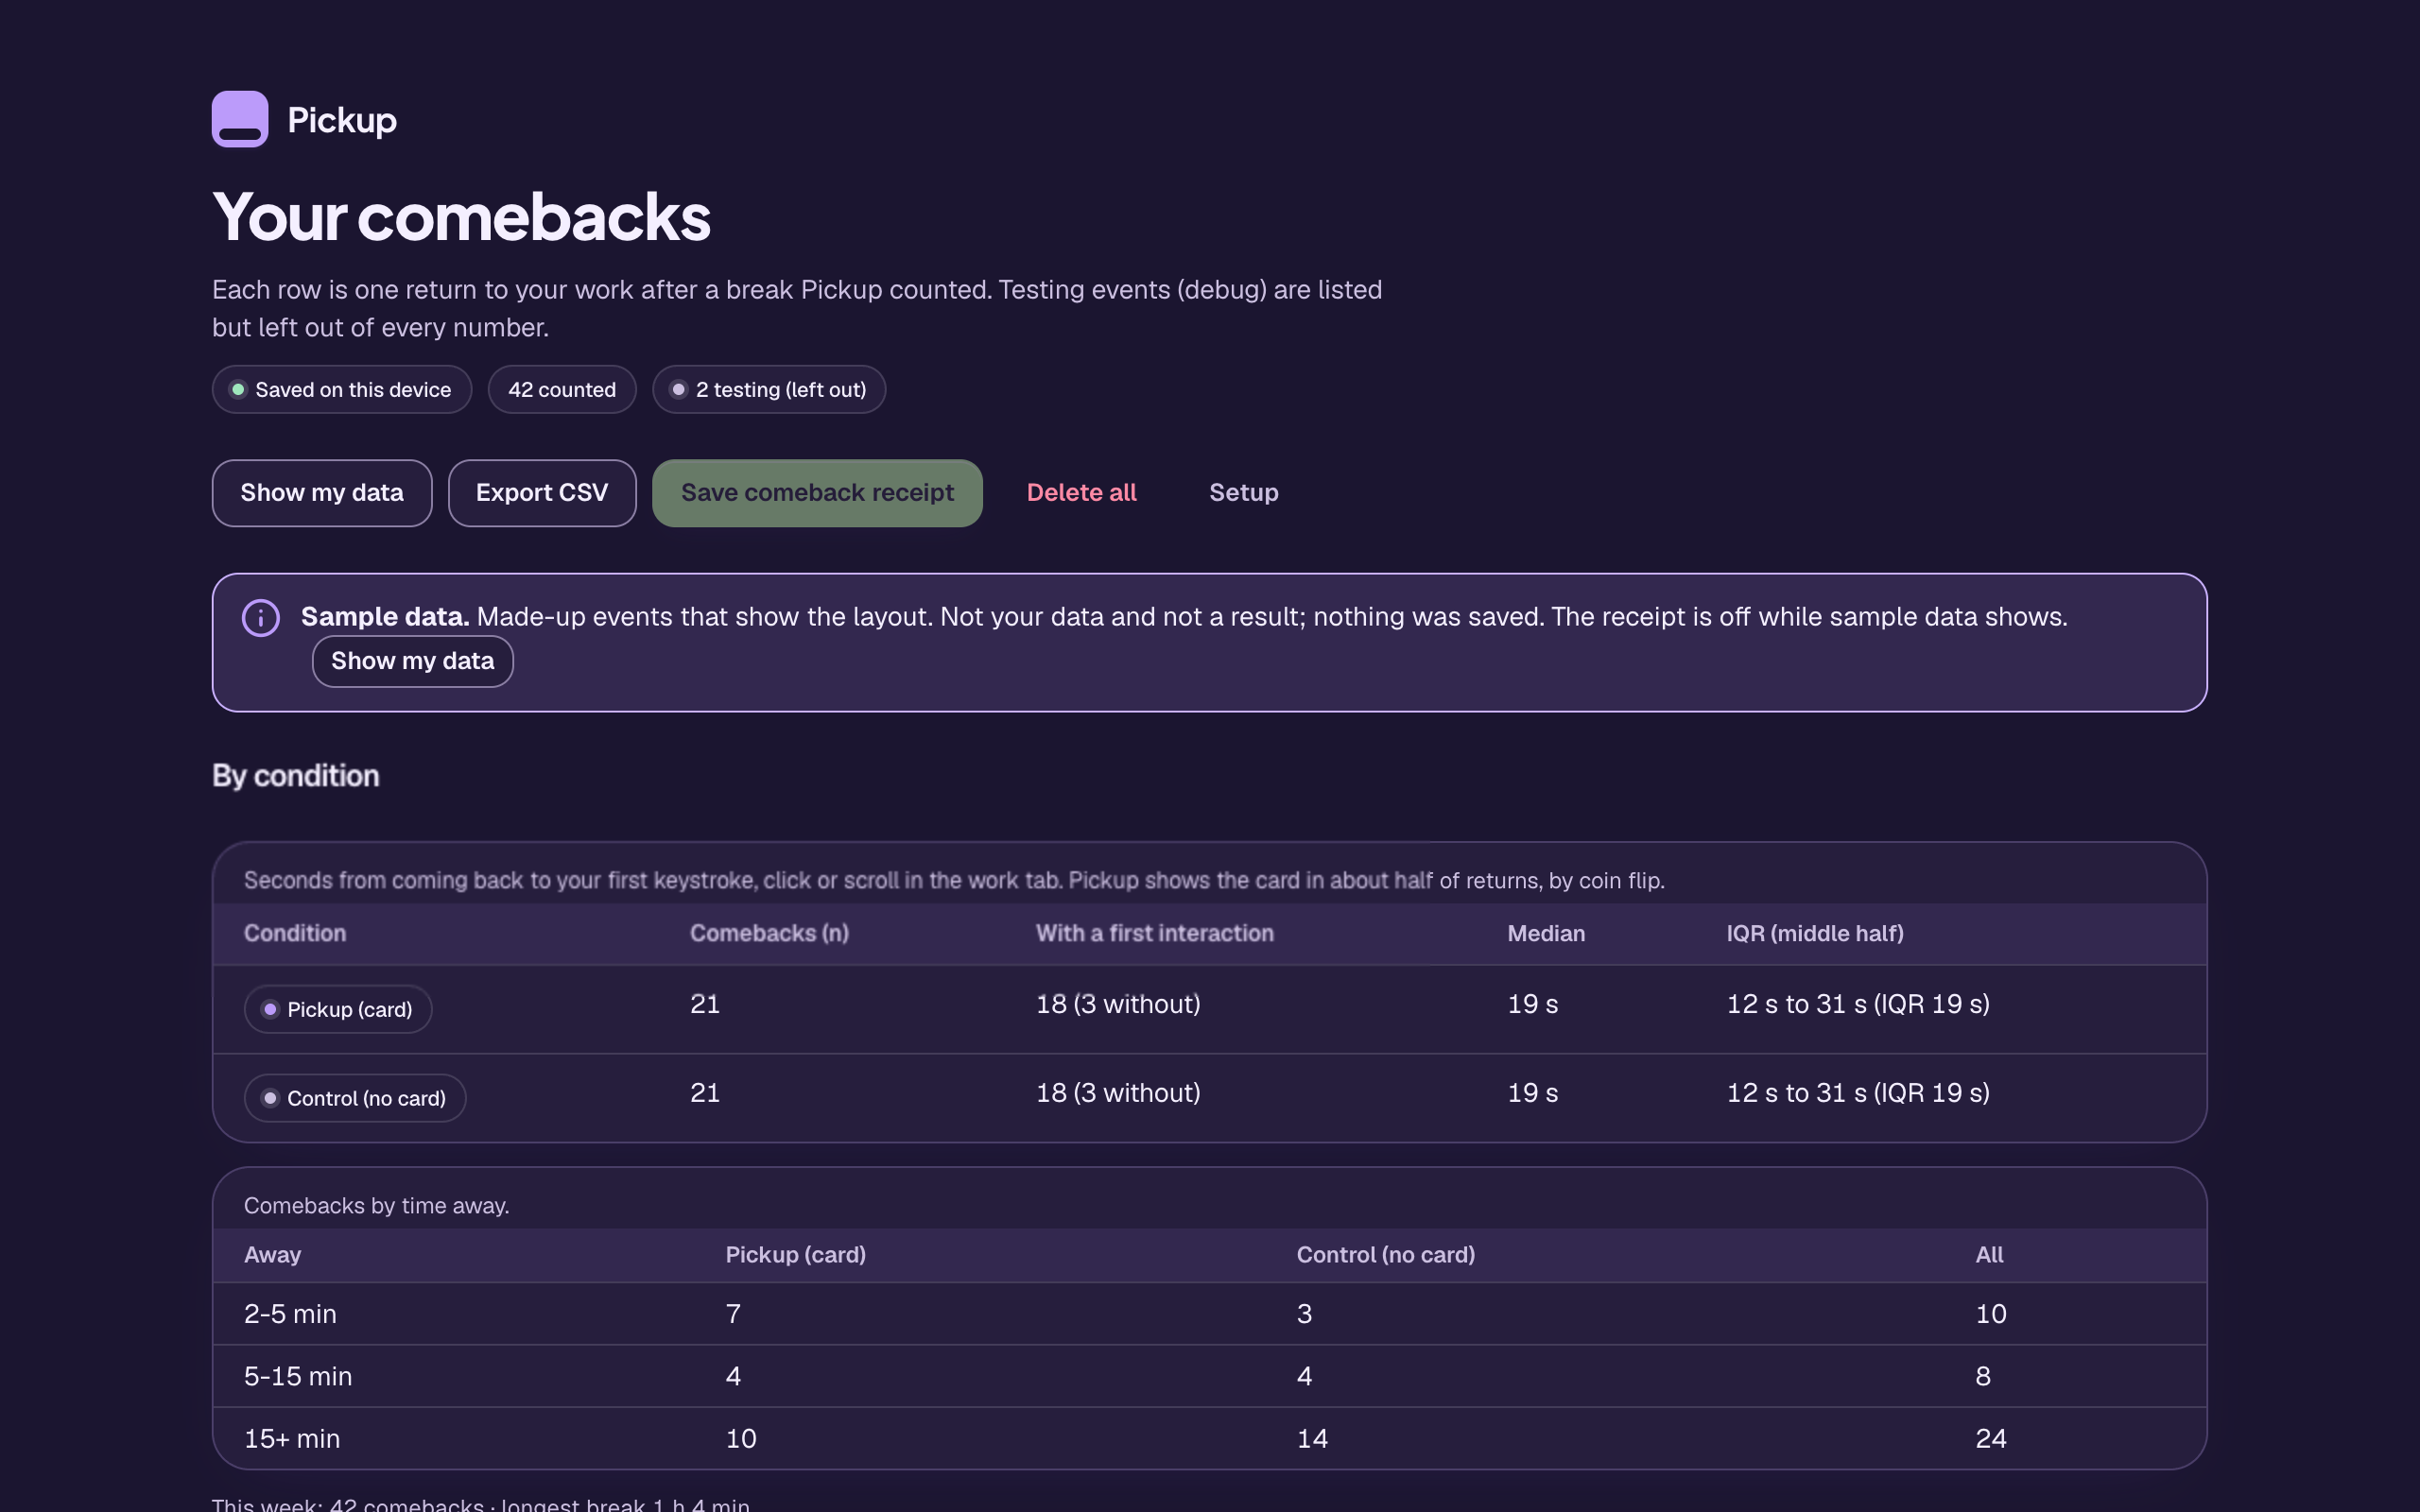 Pickup
Your comebacks
Each row is one return to your work after a break Pickup counted. Testing events (debug) are listed
but left out of every number.
Saved on this device 42 counted 2 testing (left out)
Show my data Export CSV Save comeback receipt Delete all Setup
Sample data. Made-up events that show the layout. Not your data and not a result; nothing was saved. The receipt is off while sample data shows.
Show my data
By condition
Seconds from coming back to your first keystroke, click or scroll in the work tab. Pickup shows the card in about half of returns, by coin flip.
Condition Comebacks (n) With a first interaction Median IQR (middle half)
Pickup (card) 21 18 (3 without) 19 s 12 s to 31 s (IQR 19 s)
Control (no card) 21 18 (3 without) 19 s 12 s to 31 s (IQR 19 s)
Comebacks by time away.
Away Pickup (card) Control (no card) All
2-5 min 7 3 10
5-15 min 4 4 8
15+ min 10 14 24
This week: 42 comebacks · longest break 1 h 4 min